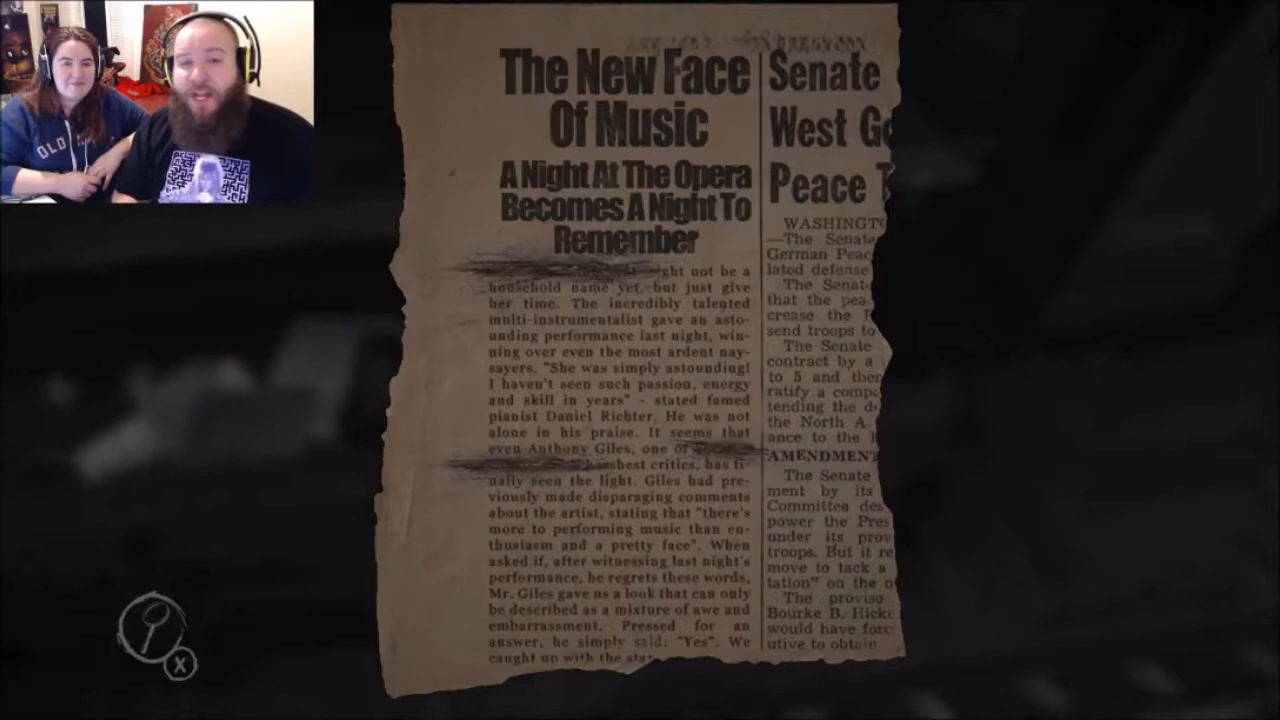 OLD
The New Face
Of Music
A Night At The Opera
Becomes A Night To
Remember
ght not be a
household name yet, but just give
her time. The incredibly talented
multi-instrumentalist gave an asto-
unding performance last night, win-
ning over even the most ardent nay-
sayers. "She was simply astounding!
I haven't seen such passion, energy
and skill in years" - stated famed
pianist Daniel Richter. He was not
alone in his praise. It seems that
even Anthony Giles, one of
harshest critics, has fi-
nally seen the light. Giles had pre-
viously made disparaging comments
about the artist, stating that "there's
more to performing music than en-
thusiasm and a pretty face". When
asked if, after witnessing last night's
performance, he regrets these words,
Mr. Giles gave us a look that can only
be described as a mixture of awe and
embarrassment. Pressed for an
answer, he simply said: "Yes". We
caught up with the sta
Senate
West Ge
Peace T
WASHINGTO
—The Senate
German Peac
lated defense
The Senate
that the pea
crease the
send troops to
The Senate
contract by a
to 5 and then
ratify a compa
tending the de
the North A.
ance to the
AMENDMENT
The Senate
ment by its
Committee des
power the Pres
under its prov
troops. But it re
move to tack a
tation" on the o
The proviso
Bourke B. Hicke
would have forc
utive to obtain
X